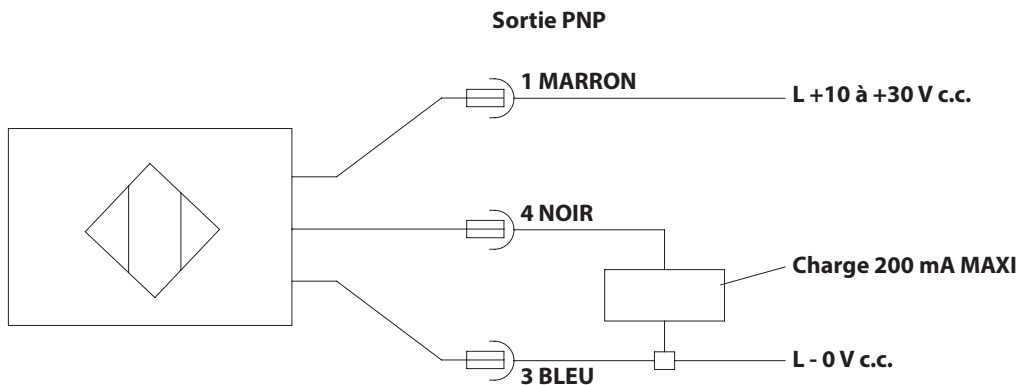 Sortie PNP
1 MARRON
L +10 à +30 V c.c.
4 NOIR
Charge 200 mA MAXI
L - 0 V c.c.
3 BLEU